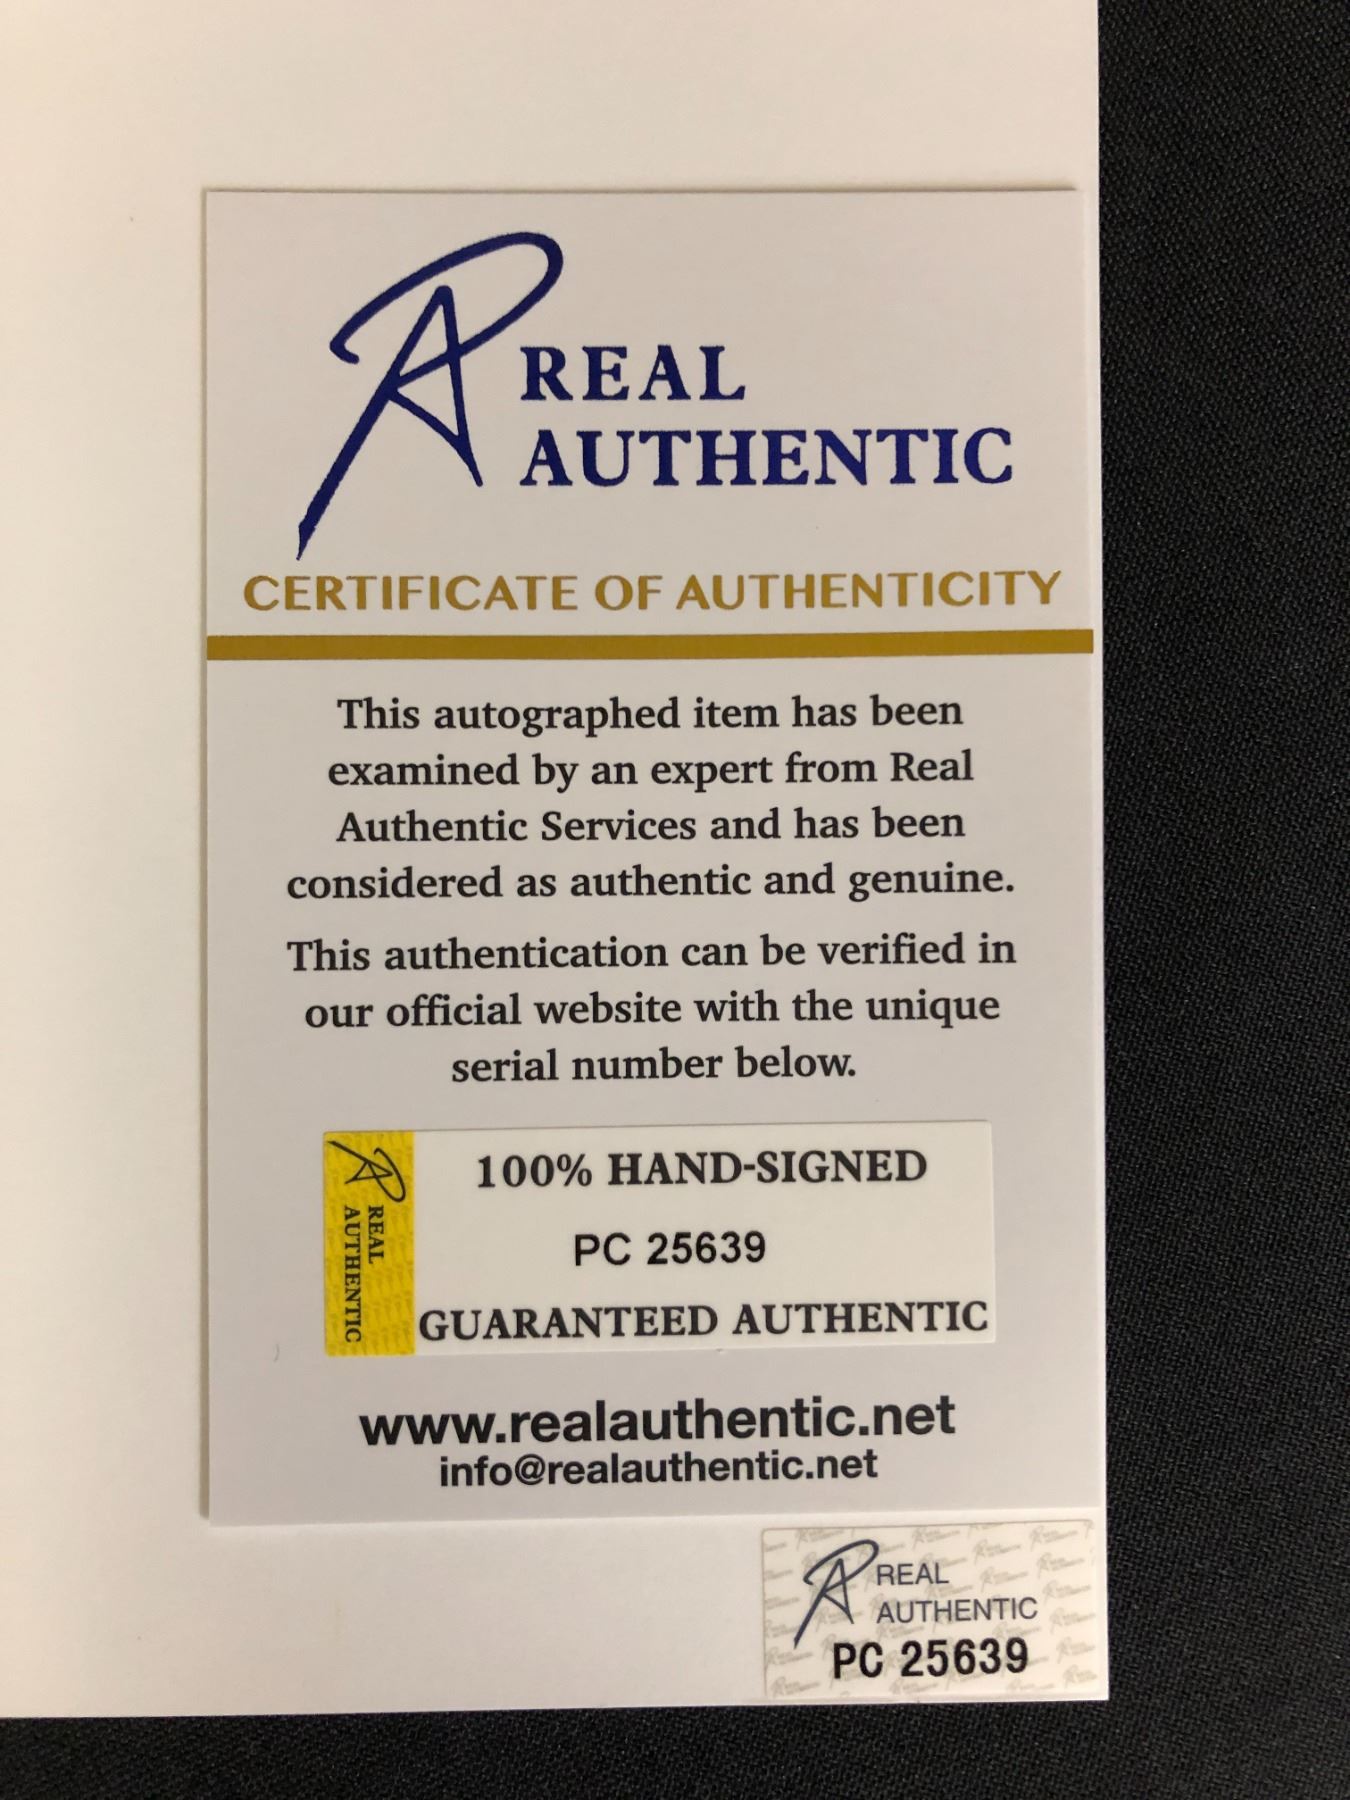 REAL
AUTHENTIC
CERTIFICATE OF AUTHENTICITY
This autographed item has been
examined by an expert from Real
Authentic Services and has been
considered as authentic and genuine.
This authentication can be verified in
our official website with the unique
serial number below.
REAL
AUTHENTIC
100% HAND-SIGNED
PC 25639
GUARANTEED AUTHENTIC
www.realauthentic.net
info@realauthentic.net
REAL
AUTHENTIC
PC 25639